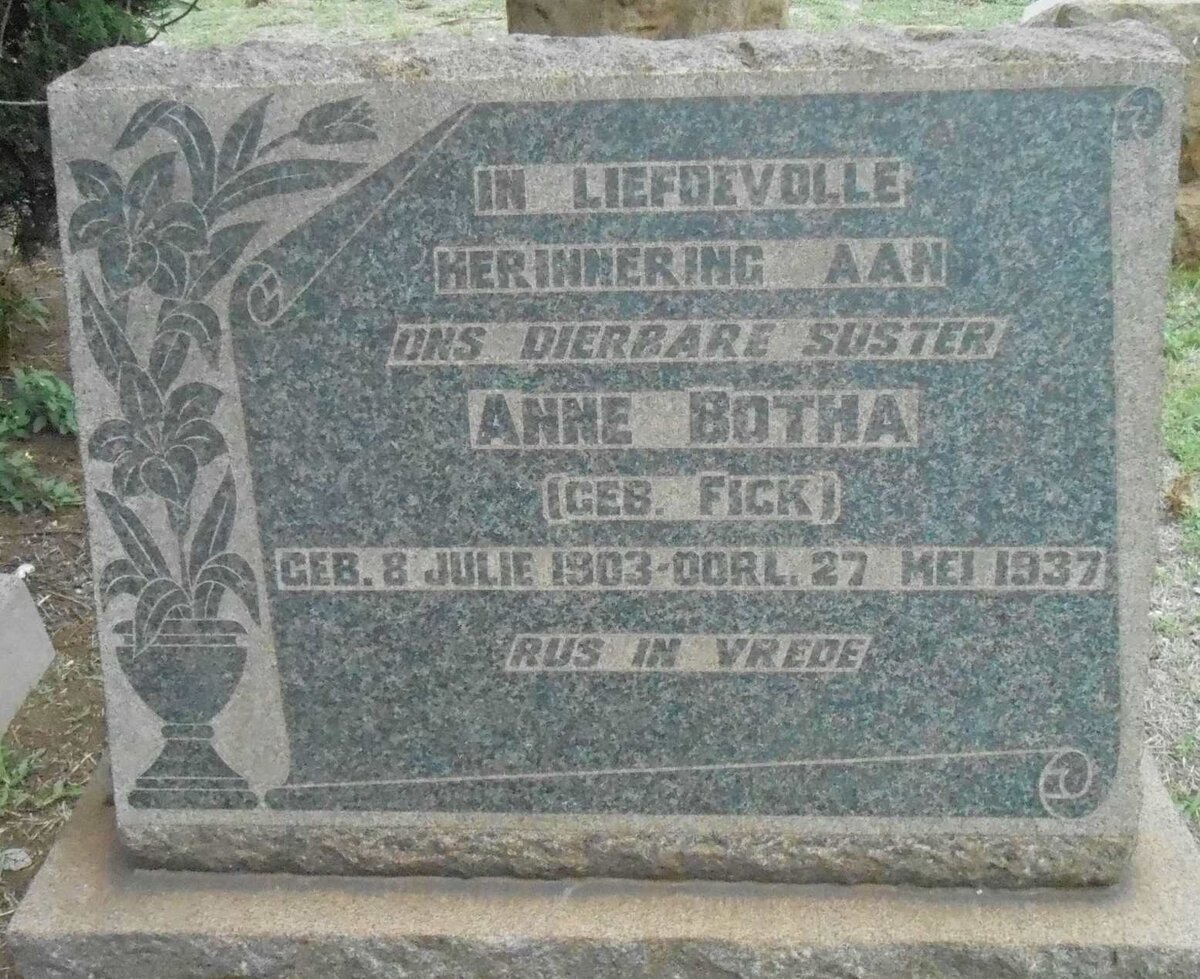 IN LIEFDEVOLLE
HERINNERING AAN
ONS DIERBARE SUSTER
ANNE BOTHA
(GEB. FICK)
GEB. 8 JULIE 1903-OORL. 27 MEI 1937
RUS IN VREDE